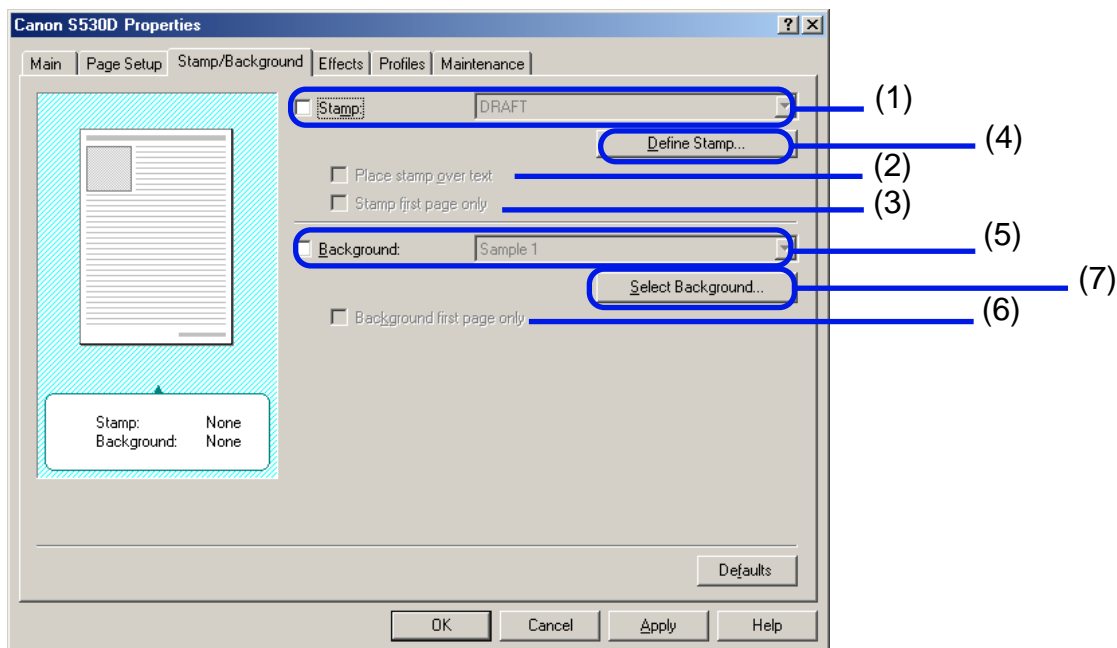 Canon S530D Properties
Main Page Setup Stamp/Background Effects Profiles Maintenance
Stamp: DRAFT (1)
Define Stamp... (4)
Place stamp over text (2)
Stamp first page only (3)
Background: Sample 1 (5)
Select Background... (7)
Background first page only (6)
Stamp: None
Background: None
Defaults
OK Cancel Apply Help